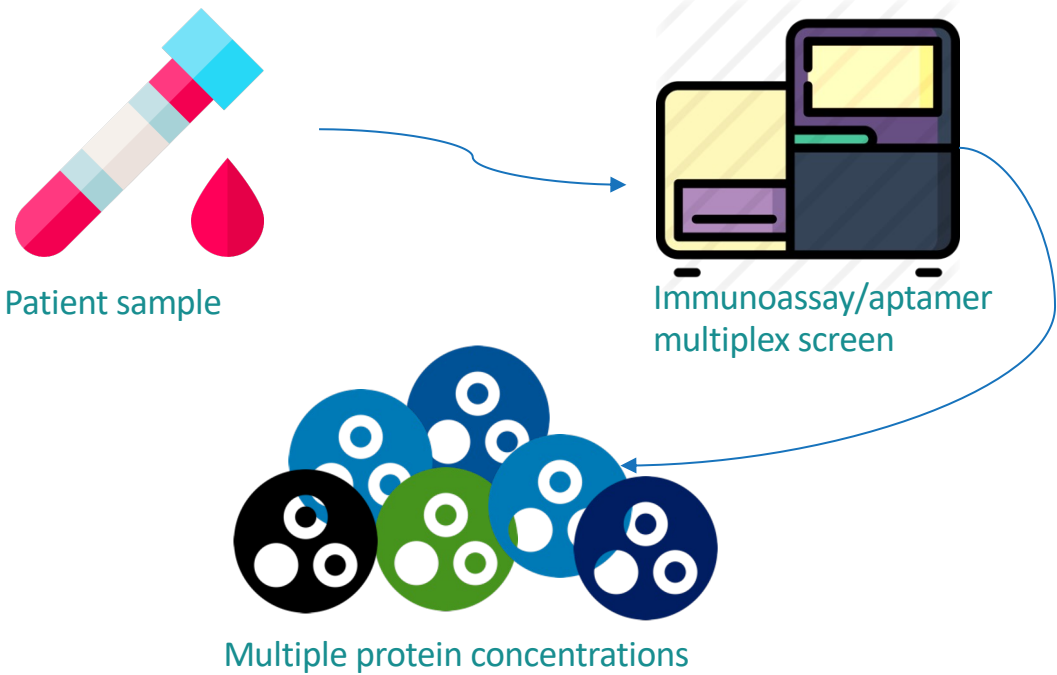 Patient sample
Immunoassay/aptamer
multiplex screen
Multiple protein concentrations